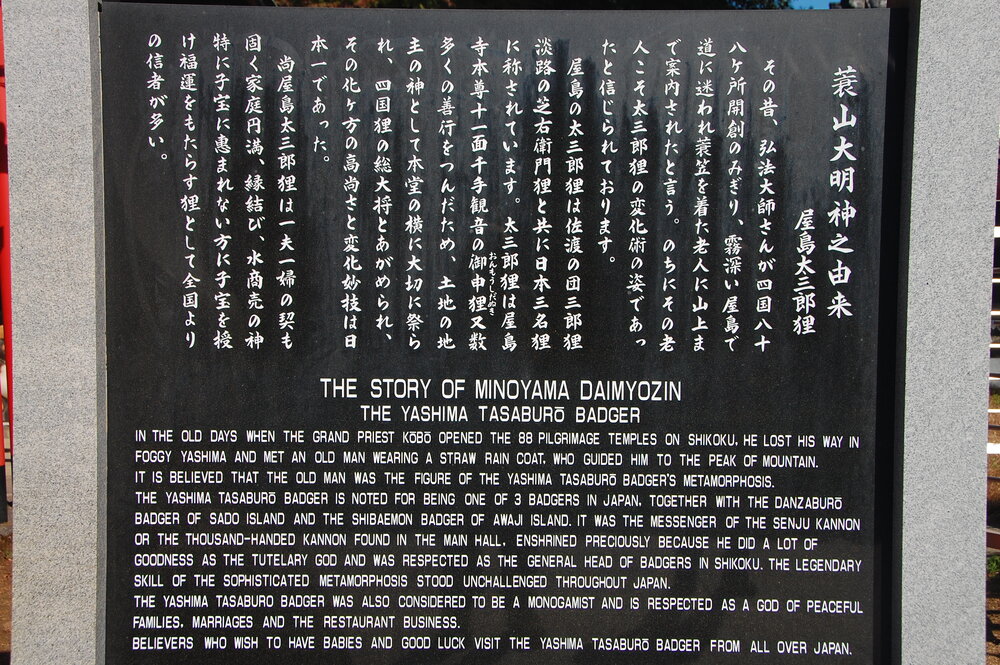 蓑山大明神之由来
屋島太三郎狸
その昔、弘法大師さんが四国八十
八ケ所開創のみぎり、霧深い屋島で
道に迷われ蓑笠を着た老人に山上ま
で案内されたと言う。のちにその老
人こそ太三郎狸の変化術の姿であっ
たと信じられております。
屋島の太三郎狸は佐渡の団三郎狸
淡路の芝右衛門狸と共に日本三名狸
に称されています。太三郎狸は屋島
寺本尊十一面千手観音の御申狸又数
おんもうしだぬき
多くの善行をつんだため、土地の地
主の神として本堂の横に大切に祭ら
れ、四国狸の総大将とあがめられ、
その化ケ方の高尚さと変化妙技は日
本一であった。
尚屋島太三郎狸は一夫一婦の契も
固く家庭円満、縁結び、水商売の神
特に子宝に恵まれない方に子宝を授
け福運をもたらす狸として全国より
の信者が多い。
THE STORY OF MINOYAMA DAIMYOZIN
THE YASHIMA TASABURŌ BADGER
IN THE OLD DAYS WHEN THE GRAND PRIEST KŌBŌ OPENED THE 88 PILGRIMAGE TEMPLES ON SHIKOKU, HE LOST HIS WAY IN
FOGGY YASHIMA AND MET AN OLD MAN WEARING A STRAW RAIN COAT, WHO GUIDED HIM TO THE PEAK OF MOUNTAIN.
IT IS BELIEVED THAT THE OLD MAN WAS THE FIGURE OF THE YASHIMA TASABURŌ BADGER'S METAMORPHOSIS.
THE YASHIMA TASABURŌ BADGER IS NOTED FOR BEING ONE OF 3 BADGERS IN JAPAN, TOGETHER WITH THE DANZABURŌ
BADGER OF SADO ISLAND AND THE SHIBAEMON BADGER OF AWAJI ISLAND. IT WAS THE MESSENGER OF THE SENJU KANNON
OR THE THOUSAND-HANDED KANNON FOUND IN THE MAIN HALL, ENSHRINED PRECIOUSLY BECAUSE HE DID A LOT OF
GOODNESS AS THE TUTELARY GOD AND WAS RESPECTED AS THE GENERAL HEAD OF BADGERS IN SHIKOKU. THE LEGENDARY
SKILL OF THE SOPHISTICATED METAMORPHOSIS STOOD UNCHALLENGED THROUGHOUT JAPAN.
THE YASHIMA TASABURO BADGER WAS ALSO CONSIDERED TO BE A MONOGAMIST AND IS RESPECTED AS A GOD OF PEACEFUL
FAMILIES, MARRIAGES AND THE RESTAURANT BUSINESS.
BELIEVERS WHO WISH TO HAVE BABIES AND GOOD LUCK VISIT THE YASHIMA TASABURŌ BADGER FROM ALL OVER JAPAN.